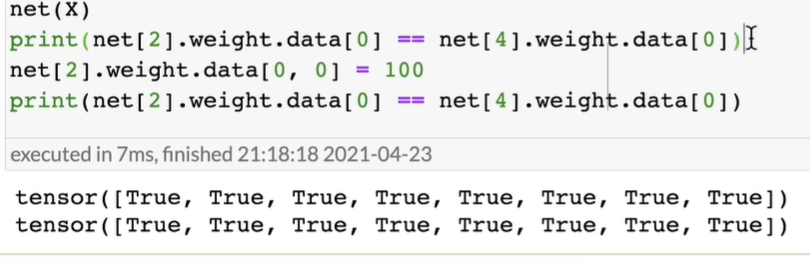 net(X)
print(net[2].weight.data[0] == net[4].weight.data[0])
net[2].weight.data[0, 0] = 100
print(net[2].weight.data[0] == net[4].weight.data[0])
executed in 7ms, finished 21:18:18 2021-04-23
tensor([True, True, True, True, True, True, True, True])
tensor([True, True, True, True, True, True, True, True])